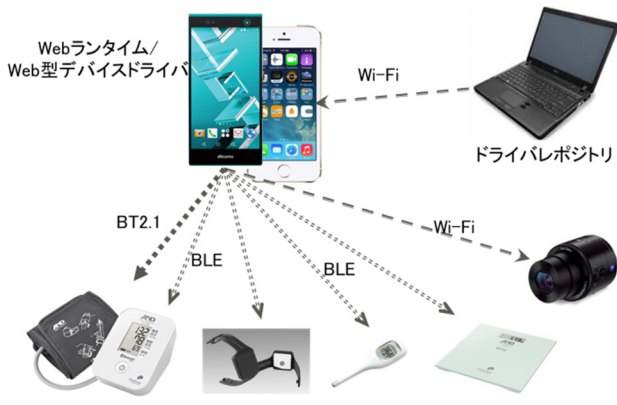 Webランタイム/
Web型デバイスドライバ
docomo
Wi-Fi
ドライバレポジトリ
BT2.1
BLE
BLE
Wi-Fi
AND
AND